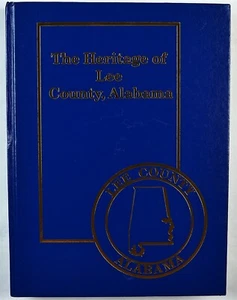 The Heritage of
Lee
County, Alabama
LEE COUNTY
ALABAMA